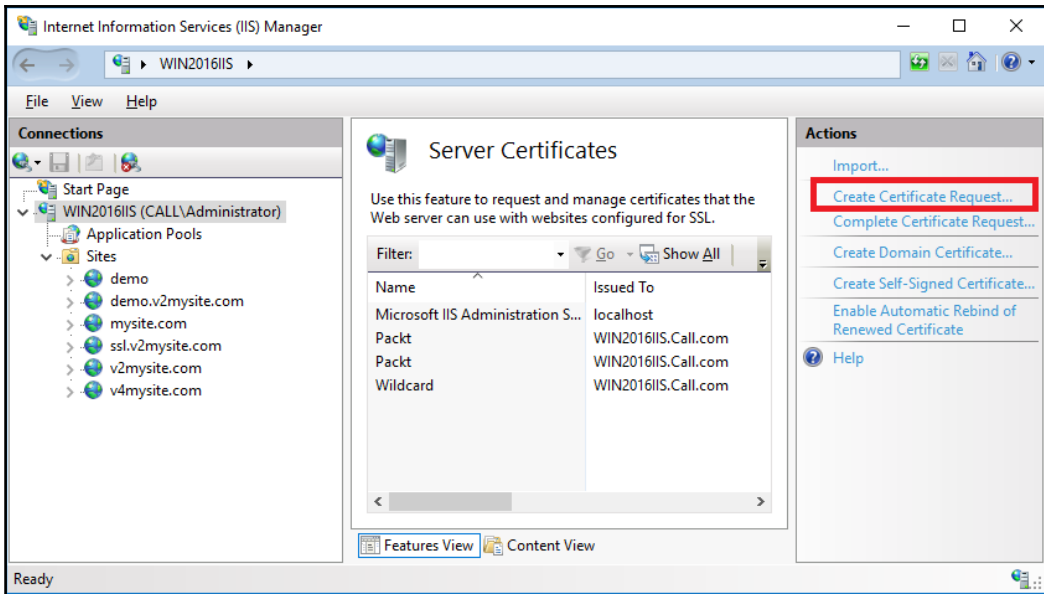 Internet Information Services (IIS) Manager
WIN2016IIS
File View Help
Connections
Start Page
WIN2016IIS (CALL\Administrator)
Application Pools
Sites
demo
demo.v2mysite.com
mysite.com
ssl.v2mysite.com
v2mysite.com
v4mysite.com
Server Certificates
Use this feature to request and manage certificates that the
Web server can use with websites configured for SSL.
Filter: Go Show All
Name Issued To
Microsoft IIS Administration S... localhost
Packt WIN2016IIS.Call.com
Packt WIN2016IIS.Call.com
Wildcard WIN2016IIS.Call.com
Features View Content View
Actions
Import...
Create Certificate Request...
Complete Certificate Request...
Create Domain Certificate...
Create Self-Signed Certificate...
Enable Automatic Rebind of
Renewed Certificate
Help
Ready